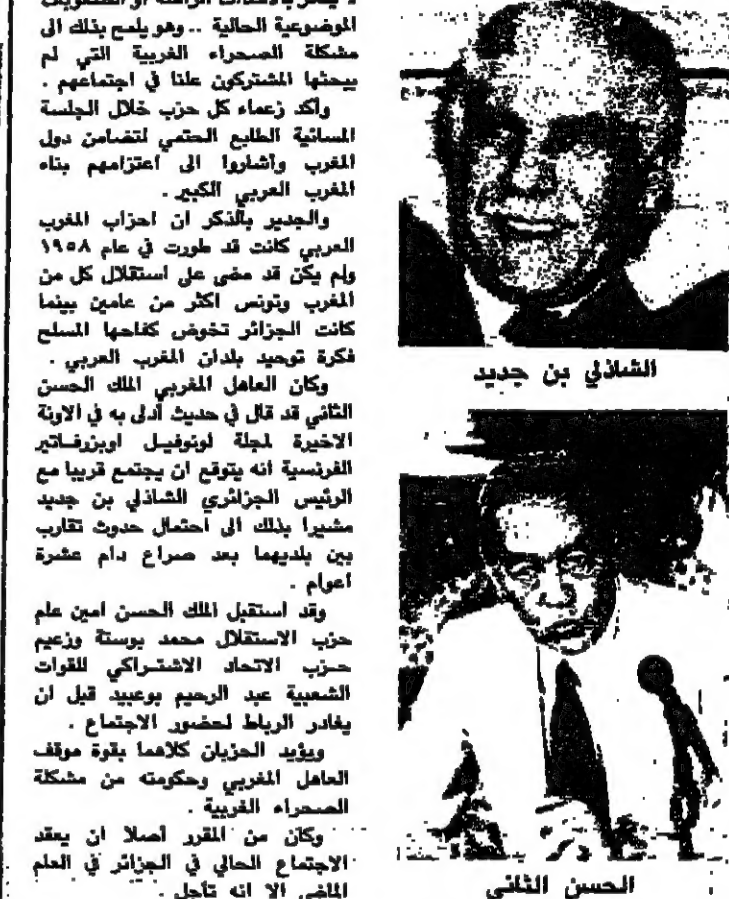 الموضوعية الحالية .. وهو يلمح بذلك الى
مشكلة الصحراء الغربية التي لم
يبحثها المشتركون علنا في اجتماعهم .
وأكد زعماء كل حزب خلال الجلسة
المسائية الطابع الحتمي لتضامن دول
المغرب وأشاروا الى اعتزامهم بناء
المغرب العربي الكبير .
والجدير بالذكر ان احزاب المغرب
العربي كانت قد طورت في عام ١٩٥٨
ولم يكن قد مضى على استقلال كل من
المغرب وتونس اكثر من عامين بينما
كانت الجزائر تخوض كفاحها المسلح
فكرة توحيد بلدان المغرب العربي .
وكان العاهل المغربي الملك الحسن
الثاني قد قال في حديث أدلى به في الاونة
الاخيرة لمجلة لونوفيل اوبزرفاتير
الفرنسية انه يتوقع ان يجتمع قريبا مع
الرئيس الجزائري الشاذلي بن جديد
مشيرا بذلك الى احتمال حدوث تقارب
بين بلديهما بعد صراع دام عشرة
اعوام .
وقد استقبل الملك الحسن امين عام
حزب الاستقلال محمد بوستة وزعيم
حزب الاتحاد الاشتراكي للقوات
الشعبية عبد الرحيم بوعبيد قبل ان
يغادر الرباط لحضور الاجتماع .
ويؤيد الحزبان كلاهما بقوة موقف
العاهل المغربي وحكومته من مشكلة
الصحراء الغربية .
وكان من المقرر أصلا ان يعقد
الاجتماع الحالي في الجزائر في العام
الماضي الا انه تأجل .
الشاذلي بن جديد
الحسن الثاني